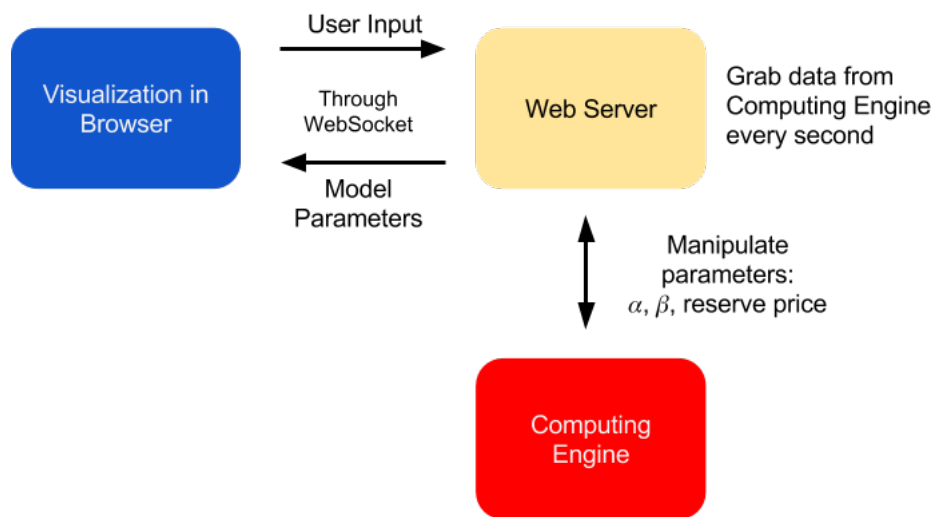 User Input
Visualization in
Browser
Through
WebSocket
Model
Parameters
Web Server
Grab data from
Computing Engine
every second
Manipulate
parameters:
α, β, reserve price
Computing
Engine